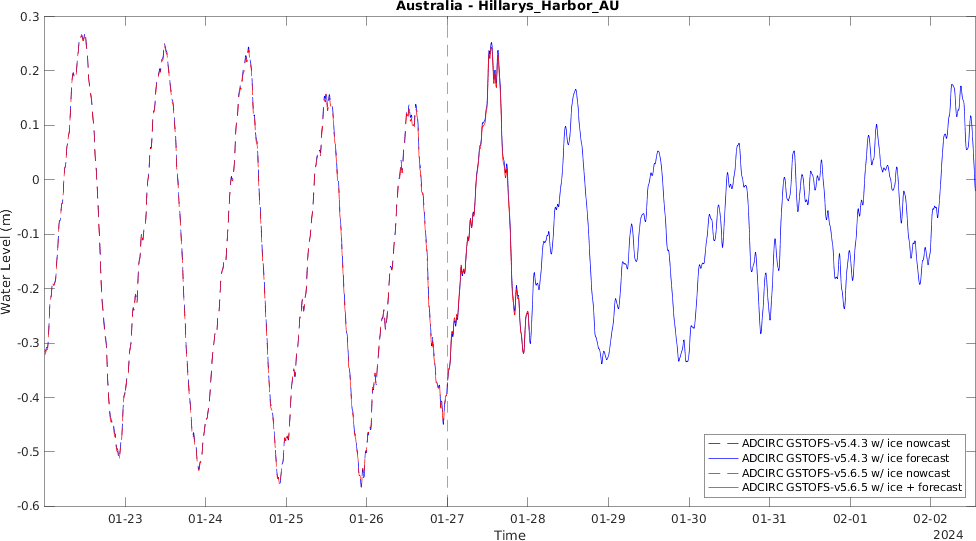 Australia - Hillarys_Harbor_AU
0.3
0.2
0.1
0
-0.1
-0.2
-0.3
-0.4
-0.5
-0.6
Water Level (m)
ADCIRC GSTOFS-v5.4.3 w/ ice nowcast
ADCIRC GSTOFS-v5.4.3 w/ ice forecast
ADCIRC GSTOFS-v5.6.5 w/ ice nowcast
ADCIRC GSTOFS-v5.6.5 w/ ice + forecast
01-23 01-24 01-25 01-26 01-27 01-28 01-29 01-30 01-31 02-01 02-02
Time
2024